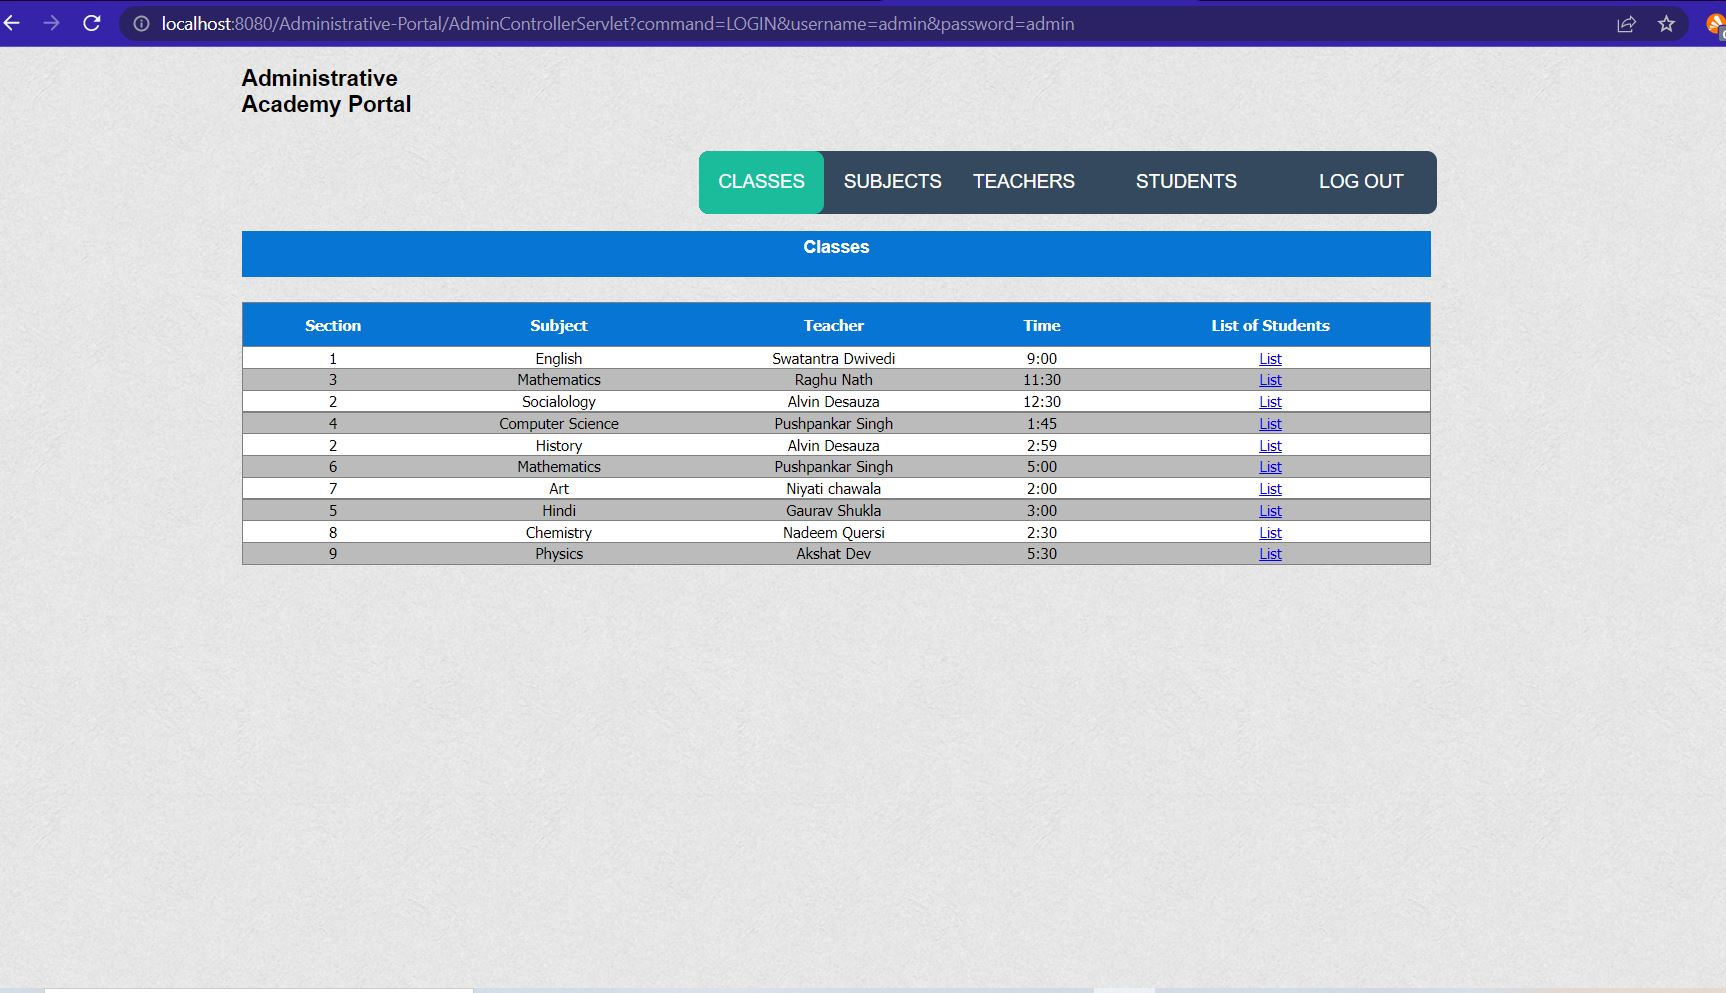 localhost:8080/Administrative-Portal/AdminControllerServlet?command=LOGIN&username=admin&password=admin
Administrative
Academy Portal
CLASSES SUBJECTS TEACHERS STUDENTS LOG OUT
Classes
Section Subject Teacher Time List of Students
1 English Swatantra Dwivedi 9:00 List
3 Mathematics Raghu Nath 11:30 List
2 Socialology Alvin Desauza 12:30 List
4 Computer Science Pushpankar Singh 1:45 List
2 History Alvin Desauza 2:59 List
6 Mathematics Pushpankar Singh 5:00 List
7 Art Niyati chawala 2:00 List
5 Hindi Gaurav Shukla 3:00 List
8 Chemistry Nadeem Quersi 2:30 List
9 Physics Akshat Dev 5:30 List